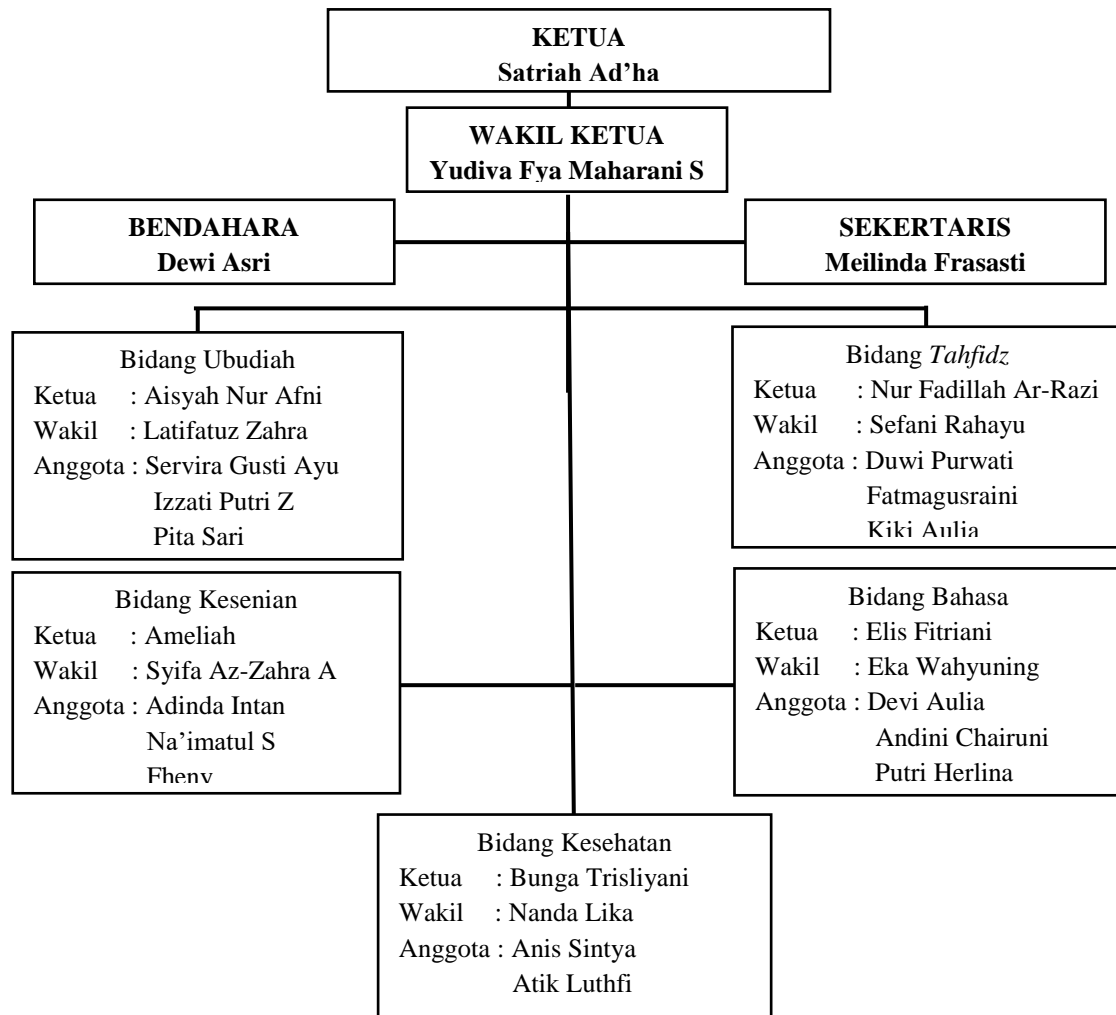 KETUA
Satriah Ad’ha
WAKIL KETUA
Yudiva Fya Maharani S
BENDAHARA
Dewi Asri
SEKERTARIS
Meilinda Frasasti
Bidang Ubudiah
Ketua : Aisyah Nur Afni
Wakil : Latifatuz Zahra
Anggota : Servira Gusti Ayu
Izzati Putri Z
Pita Sari
Bidang Tahfidz
Ketua : Nur Fadillah Ar-Razi
Wakil : Sefani Rahayu
Anggota : Duwi Purwati
Fatmagusraini
Kiki Aulia
Bidang Kesenian
Ketua : Ameliah
Wakil : Syifa Az-Zahra A
Anggota : Adinda Intan
Na’imatul S
Fheny
Bidang Bahasa
Ketua : Elis Fitriani
Wakil : Eka Wahyuning
Anggota : Devi Aulia
Andini Chairuni
Putri Herlina
Bidang Kesehatan
Ketua : Bunga Trisliyani
Wakil : Nanda Lika
Anggota : Anis Sintya
Atik Luthfi